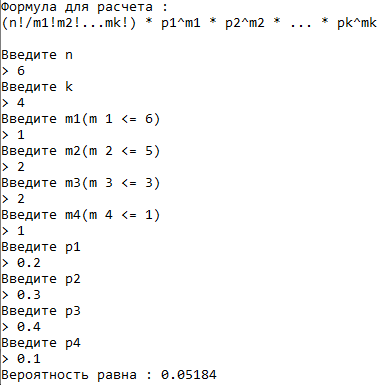 Формула для расчета :
(n!/m1!m2!...mk!) * p1^m1 * p2^m2 * ... * pk^mk
Введите n
> 6
Введите k
> 4
Введите m1(m 1 <= 6)
> 1
Введите m2(m 2 <= 5)
> 2
Введите m3(m 3 <= 3)
> 2
Введите m4(m 4 <= 1)
> 1
Введите p1
> 0.2
Введите p2
> 0.3
Введите p3
> 0.4
Введите p4
> 0.1
Вероятность равна : 0.05184